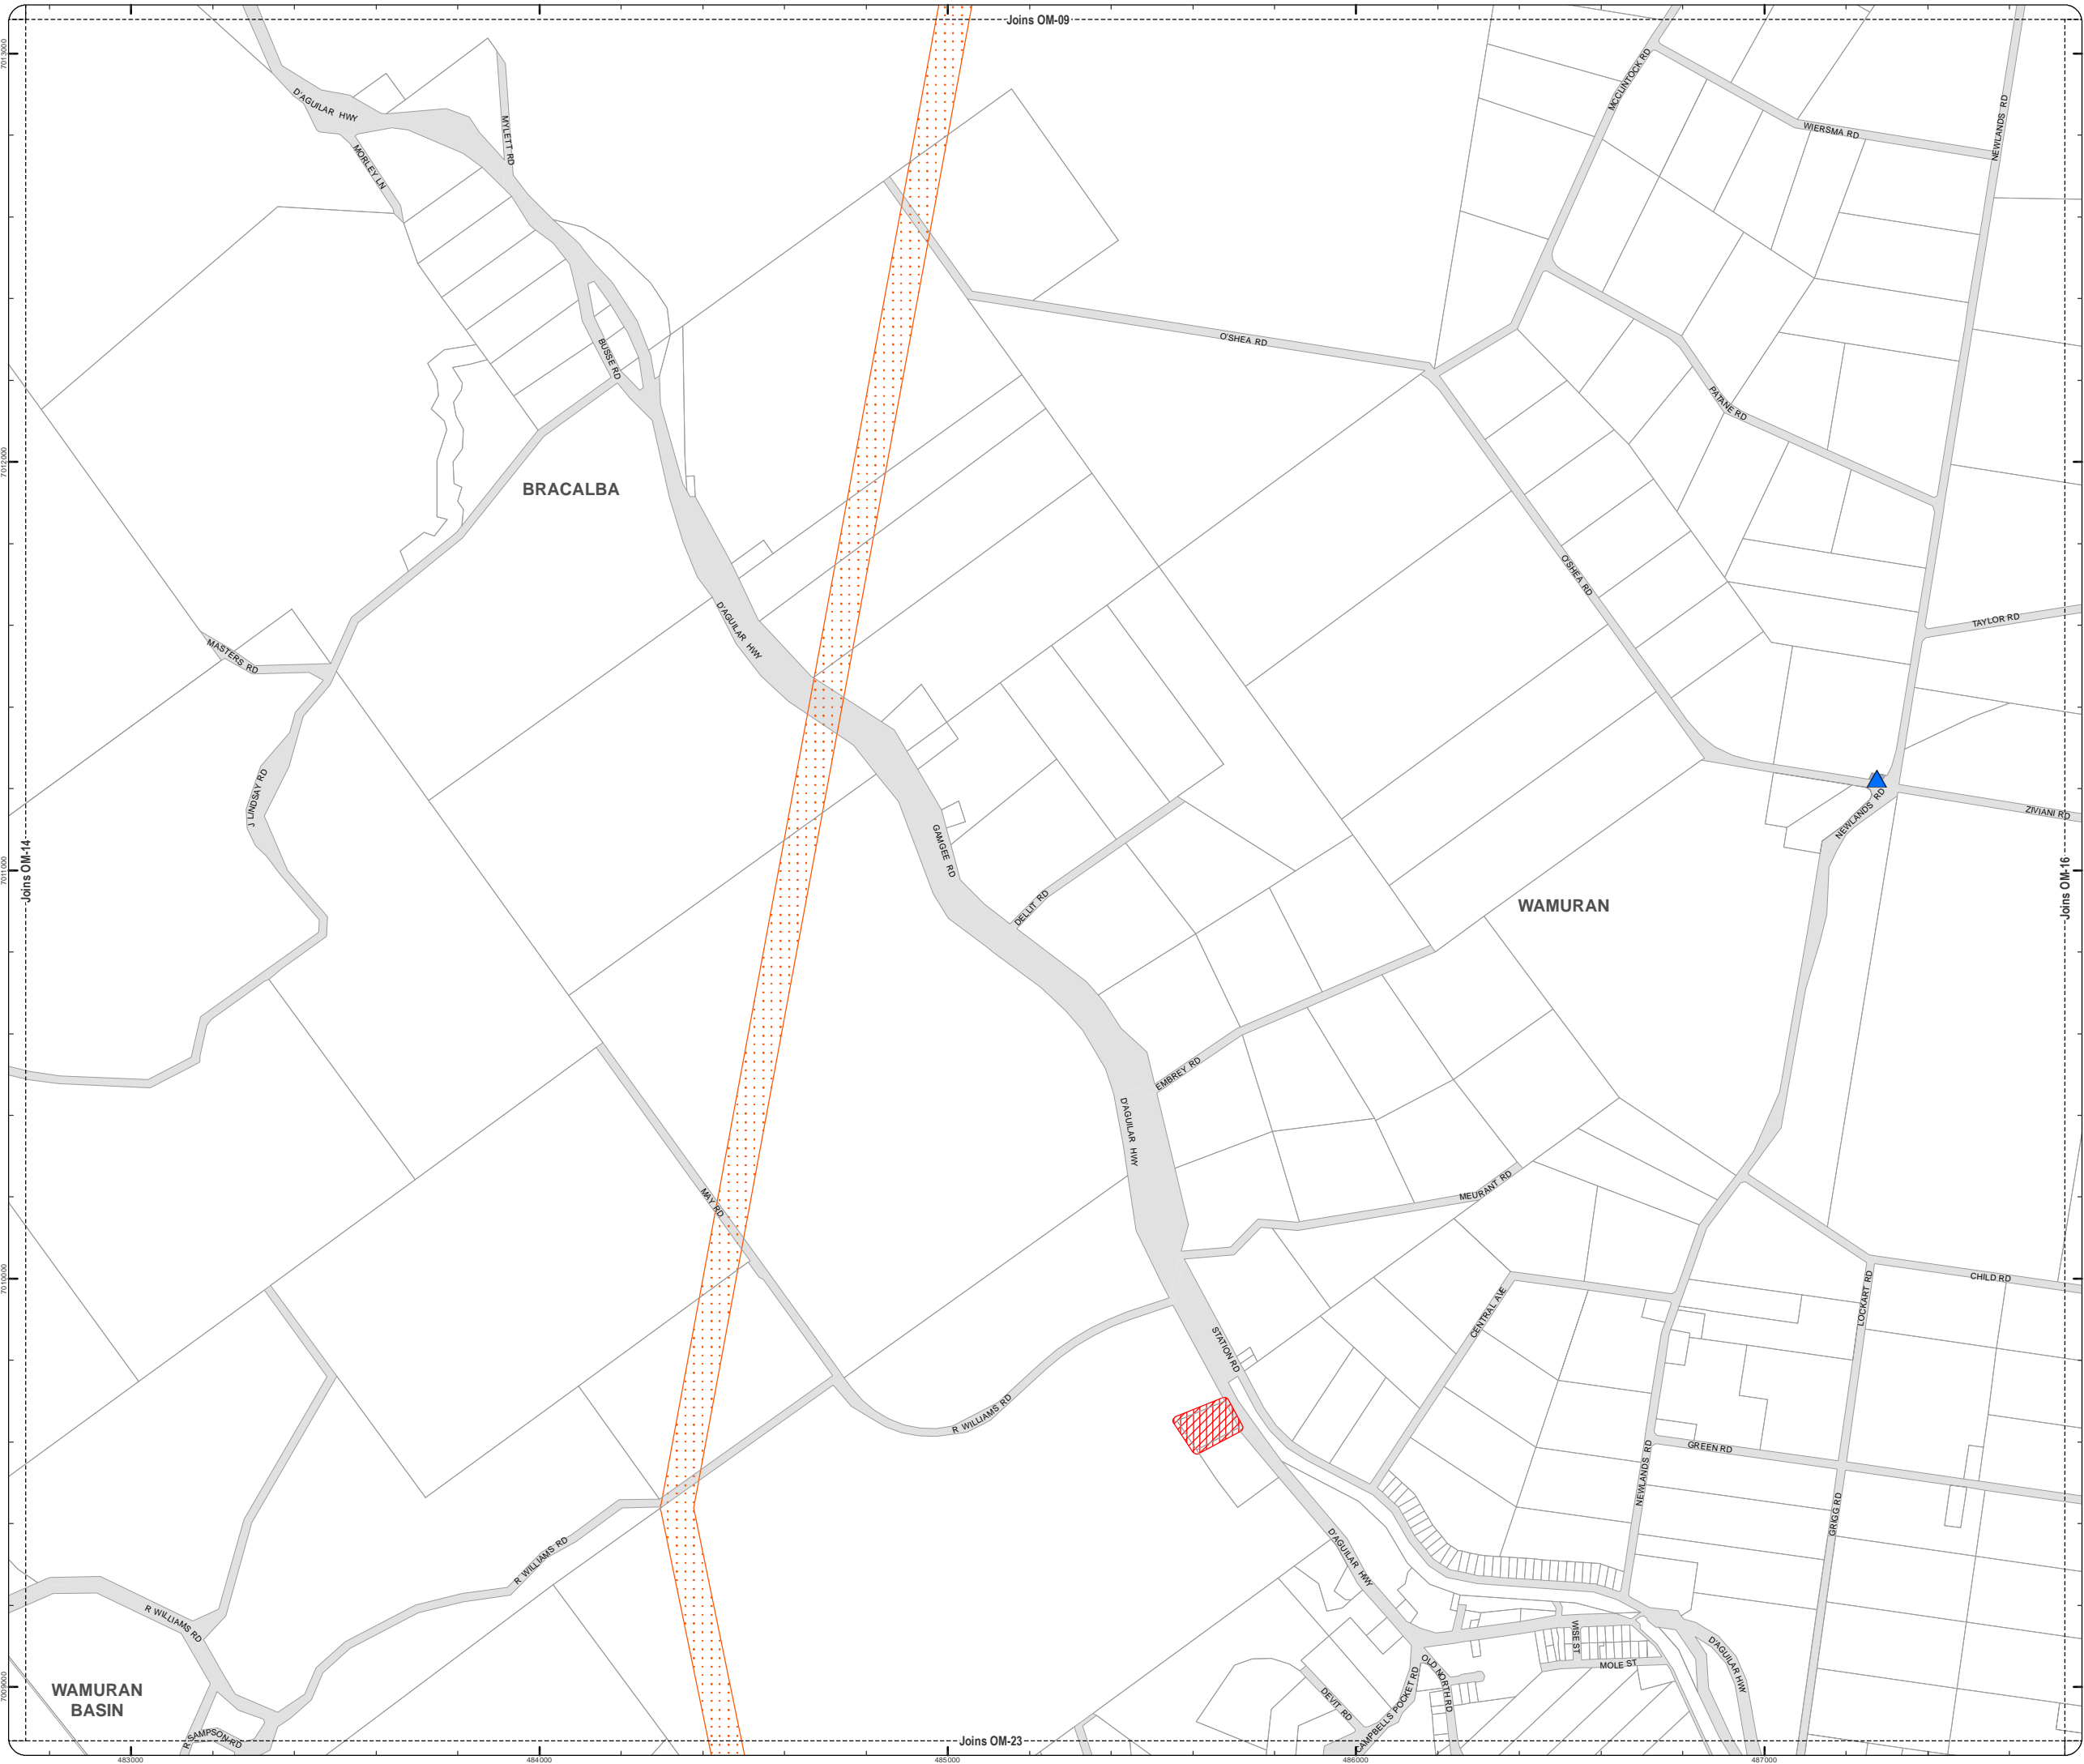 Joins OM-09
7013000
D'AGUILAR HWY
MYLETT RD
MORLEY LN
MCCLINTOCK RD
WIERSMA RD
NEWLANDS RD
O'SHEA RD
BUSSE RD
PATANE RD
7012000
BRACALBA
O'SHEA RD
D'AGUILAR HWY
TAYLOR RD
MASTERS RD
J LINDSAY RD
NEWLANDS RD
ZIVIANI RD
GAMGEE RD
7011000
Joins OM-14
DELLIT RD
WAMURAN
Joins OM-16
EMBREY RD
D'AGUILAR HWY
MAY RD
MEURANT RD
7010000
CHILD RD
LOCKART RD
CENTRAL AVE
STATION RD
R WILLIAMS RD
GREEN RD
NEWLANDS RD
GRIGG RD
R WILLIAMS RD
D'AGUILAR HWY
R WILLIAMS RD
WISE ST
MOLE ST
D'AGUILAR HWY
OLD NORTH RD
CAMPBELLS POCKET RD
DEVIT RD
7009000
WAMURAN
BASIN
R SAMPSON RD
Joins OM-23
483000
484000
485000
486000
487000